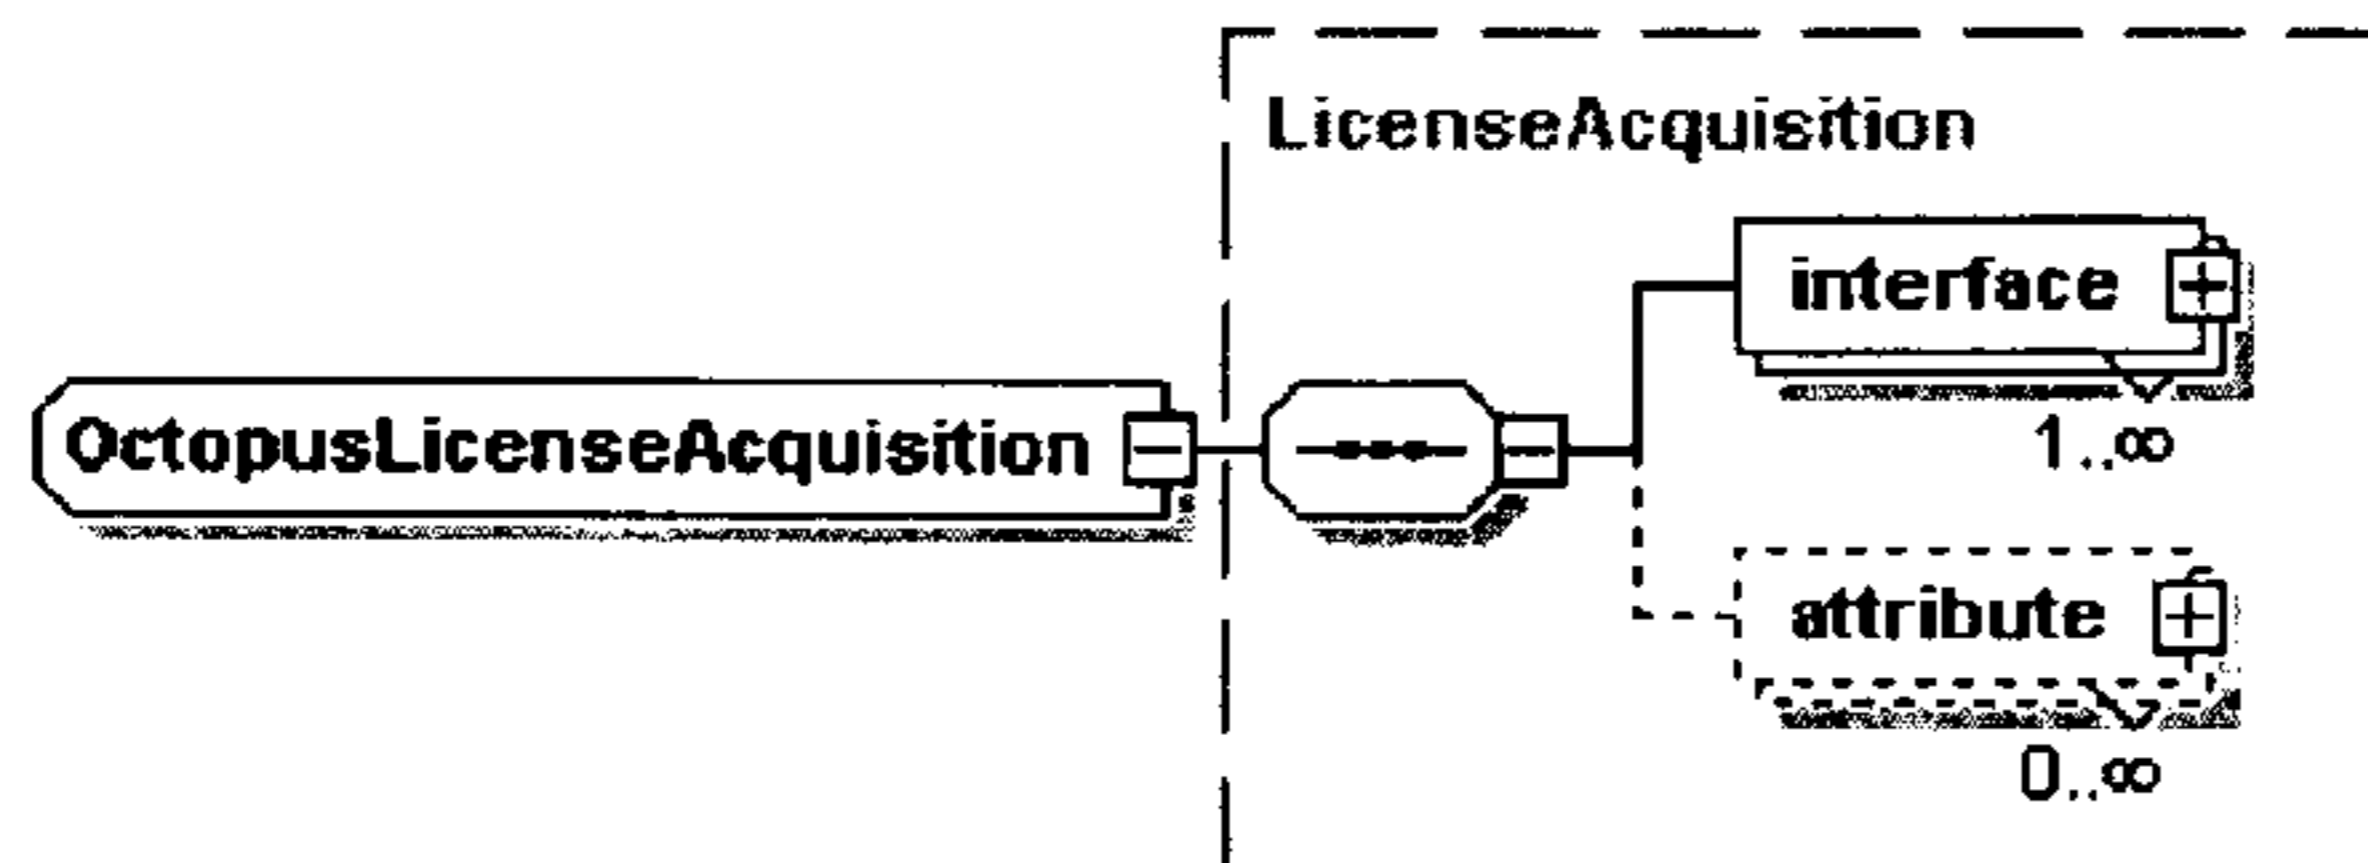 LicenseAcquisition
interface
1..∞
OctopusLicenseAcquisition
attribute
0..∞